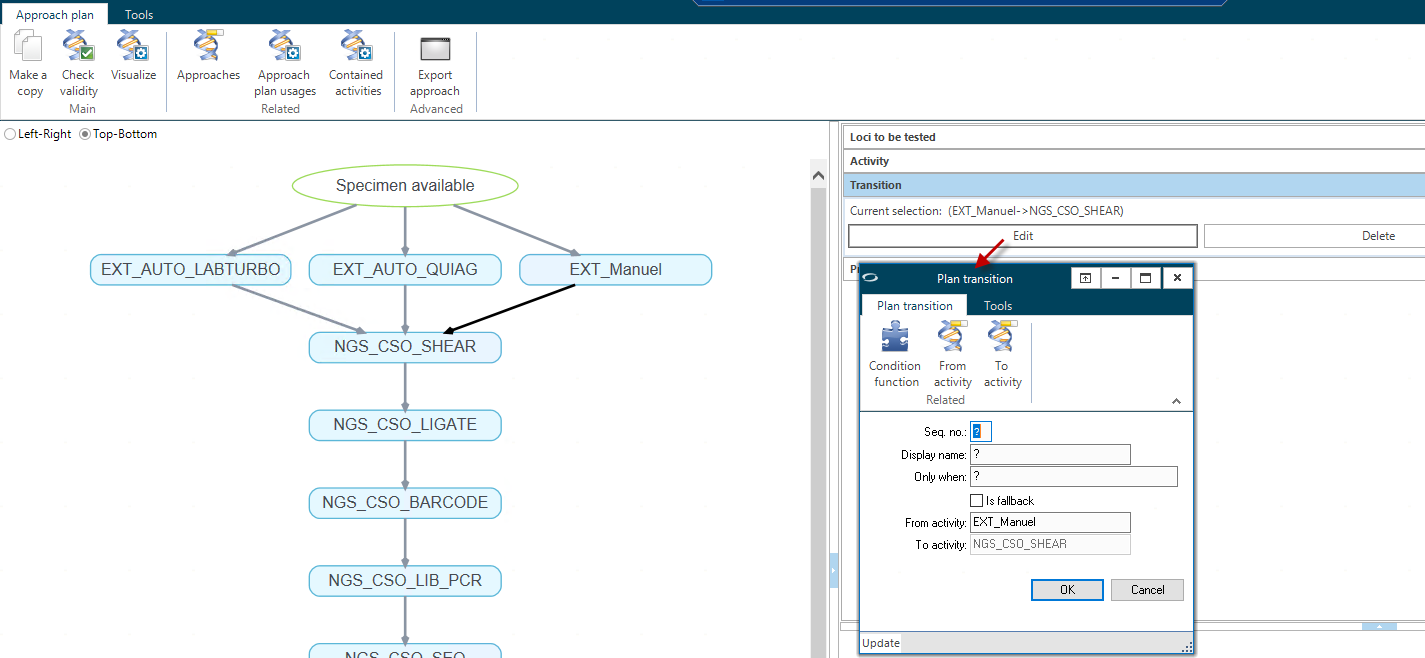 Approach plan Tools
Make a copy
Check validity
Visualize
Main
Approaches
Approach plan usages
Contained activities
Related
Export approach
Advanced
Left-Right Top-Bottom
Specimen available
EXT_AUTO_LABTURBO EXT_AUTO_QUIAG EXT_Manuel
NGS_CSO_SHEAR
NGS_CSO_LIGATE
NGS_CSO_BARCODE
NGS_CSO_LIB_PCR
NGS_CSO_SEQ
Loci to be tested
Activity
Transition
Current selection: (EXT_Manuel->NGS_CSO_SHEAR)
Edit Delete
Plan transition
Plan transition Tools
Condition function
From activity
To activity
Related
Seq. no.: ?
Display name: ?
Only when: ?
Is fallback
From activity: EXT_Manuel
To activity: NGS_CSO_SHEAR
OK Cancel
Update